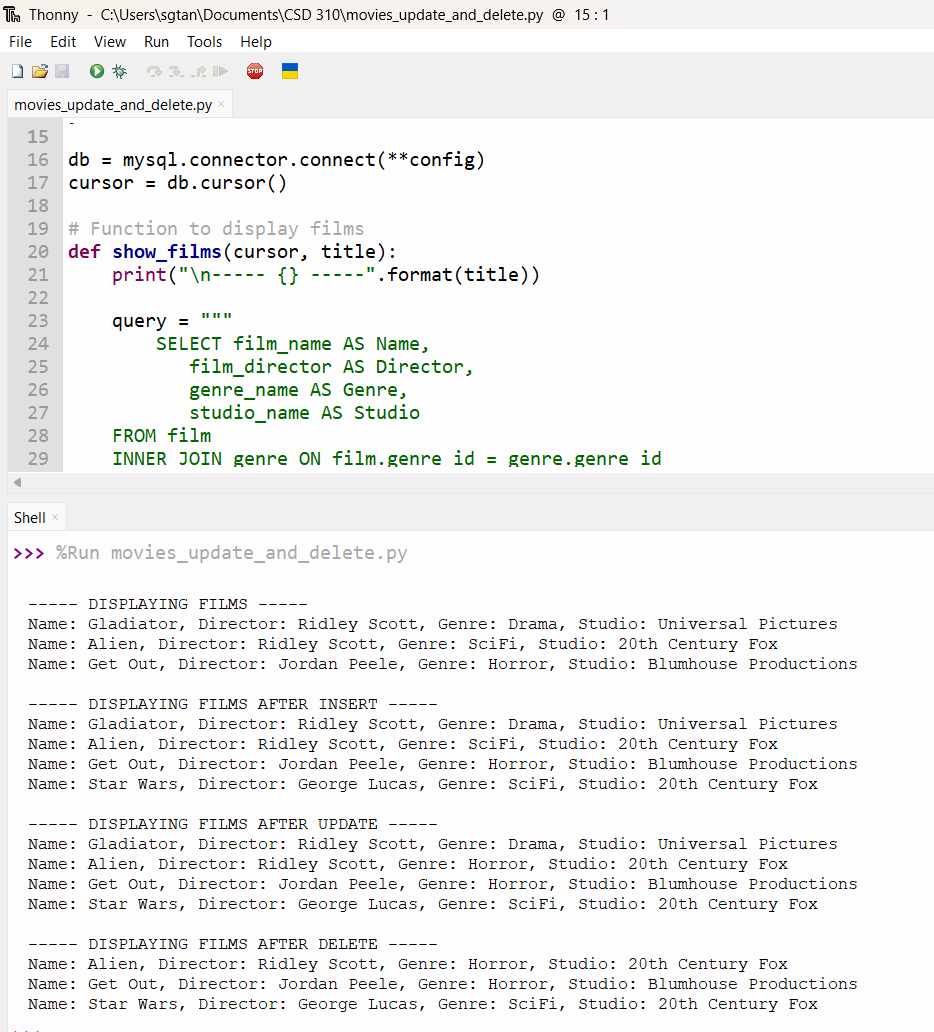 Thonny - C:\Users\sgtan\Documents\CSD 310\movies_update_and_delete.py @ 15 : 1
File Edit View Run Tools Help
STOP
movies_update_and_delete.py ×
15
16 db = mysql.connector.connect(**config)
17 cursor = db.cursor()
18
19 # Function to display films
20 def show_films(cursor, title):
21     print("\n----- {} -----".format(title))
22
23     query = """
24         SELECT film_name AS Name,
25            film_director AS Director,
26            genre_name AS Genre,
27            studio_name AS Studio
28     FROM film
29     INNER JOIN genre ON film.genre_id = genre.genre_id
Shell ×
>>> %Run movies_update_and_delete.py
----- DISPLAYING FILMS -----
Name: Gladiator, Director: Ridley Scott, Genre: Drama, Studio: Universal Pictures
Name: Alien, Director: Ridley Scott, Genre: SciFi, Studio: 20th Century Fox
Name: Get Out, Director: Jordan Peele, Genre: Horror, Studio: Blumhouse Productions
----- DISPLAYING FILMS AFTER INSERT -----
Name: Gladiator, Director: Ridley Scott, Genre: Drama, Studio: Universal Pictures
Name: Alien, Director: Ridley Scott, Genre: SciFi, Studio: 20th Century Fox
Name: Get Out, Director: Jordan Peele, Genre: Horror, Studio: Blumhouse Productions
Name: Star Wars, Director: George Lucas, Genre: SciFi, Studio: 20th Century Fox
----- DISPLAYING FILMS AFTER UPDATE -----
Name: Gladiator, Director: Ridley Scott, Genre: Drama, Studio: Universal Pictures
Name: Alien, Director: Ridley Scott, Genre: Horror, Studio: 20th Century Fox
Name: Get Out, Director: Jordan Peele, Genre: Horror, Studio: Blumhouse Productions
Name: Star Wars, Director: George Lucas, Genre: SciFi, Studio: 20th Century Fox
----- DISPLAYING FILMS AFTER DELETE -----
Name: Alien, Director: Ridley Scott, Genre: Horror, Studio: 20th Century Fox
Name: Get Out, Director: Jordan Peele, Genre: Horror, Studio: Blumhouse Productions
Name: Star Wars, Director: George Lucas, Genre: SciFi, Studio: 20th Century Fox